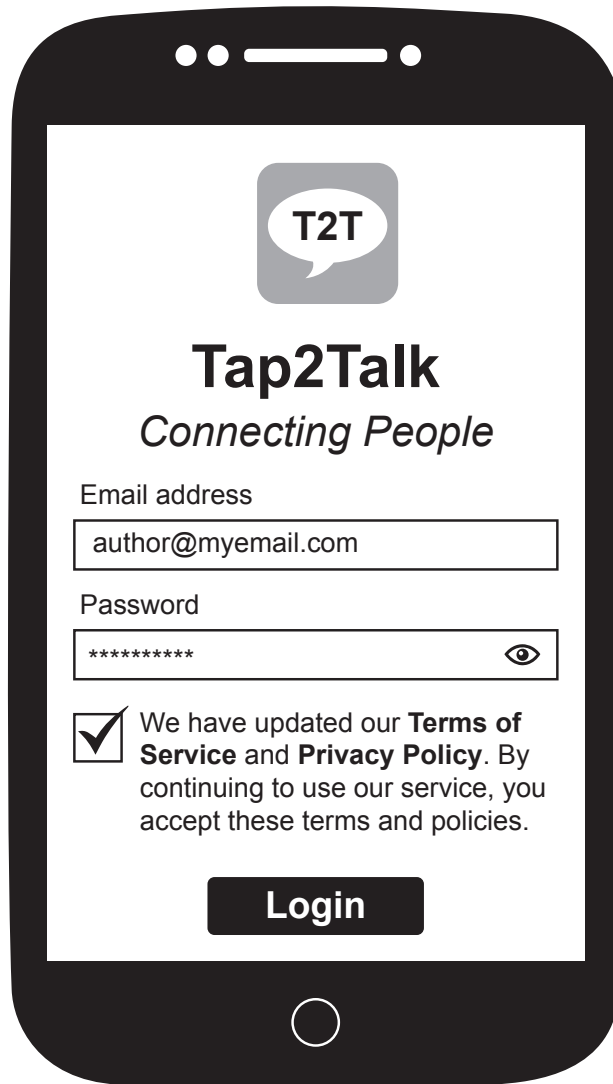 T2T
Tap2Talk
Connecting People
Email address
author@myemail.com
Password
**********
We have updated our Terms of
Service and Privacy Policy. By
continuing to use our service, you
accept these terms and policies.
Login